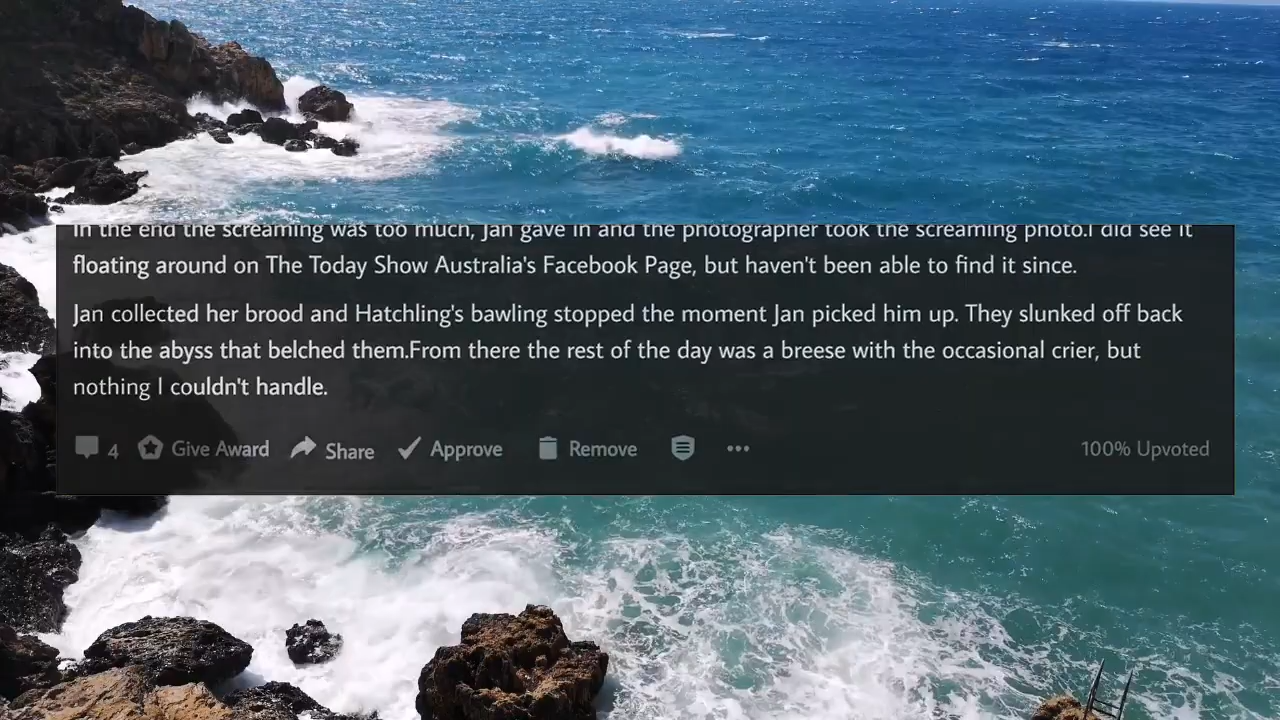 In the end the screaming was too much, Jan gave in and the photographer took the screaming photo.I did see it
floating around on The Today Show Australia's Facebook Page, but haven't been able to find it since.
Jan collected her brood and Hatchling's bawling stopped the moment Jan picked him up. They slunked off back
into the abyss that belched them.From there the rest of the day was a breese with the occasional crier, but
nothing I couldn't handle.
4 Give Award Share Approve Remove 100% Upvoted